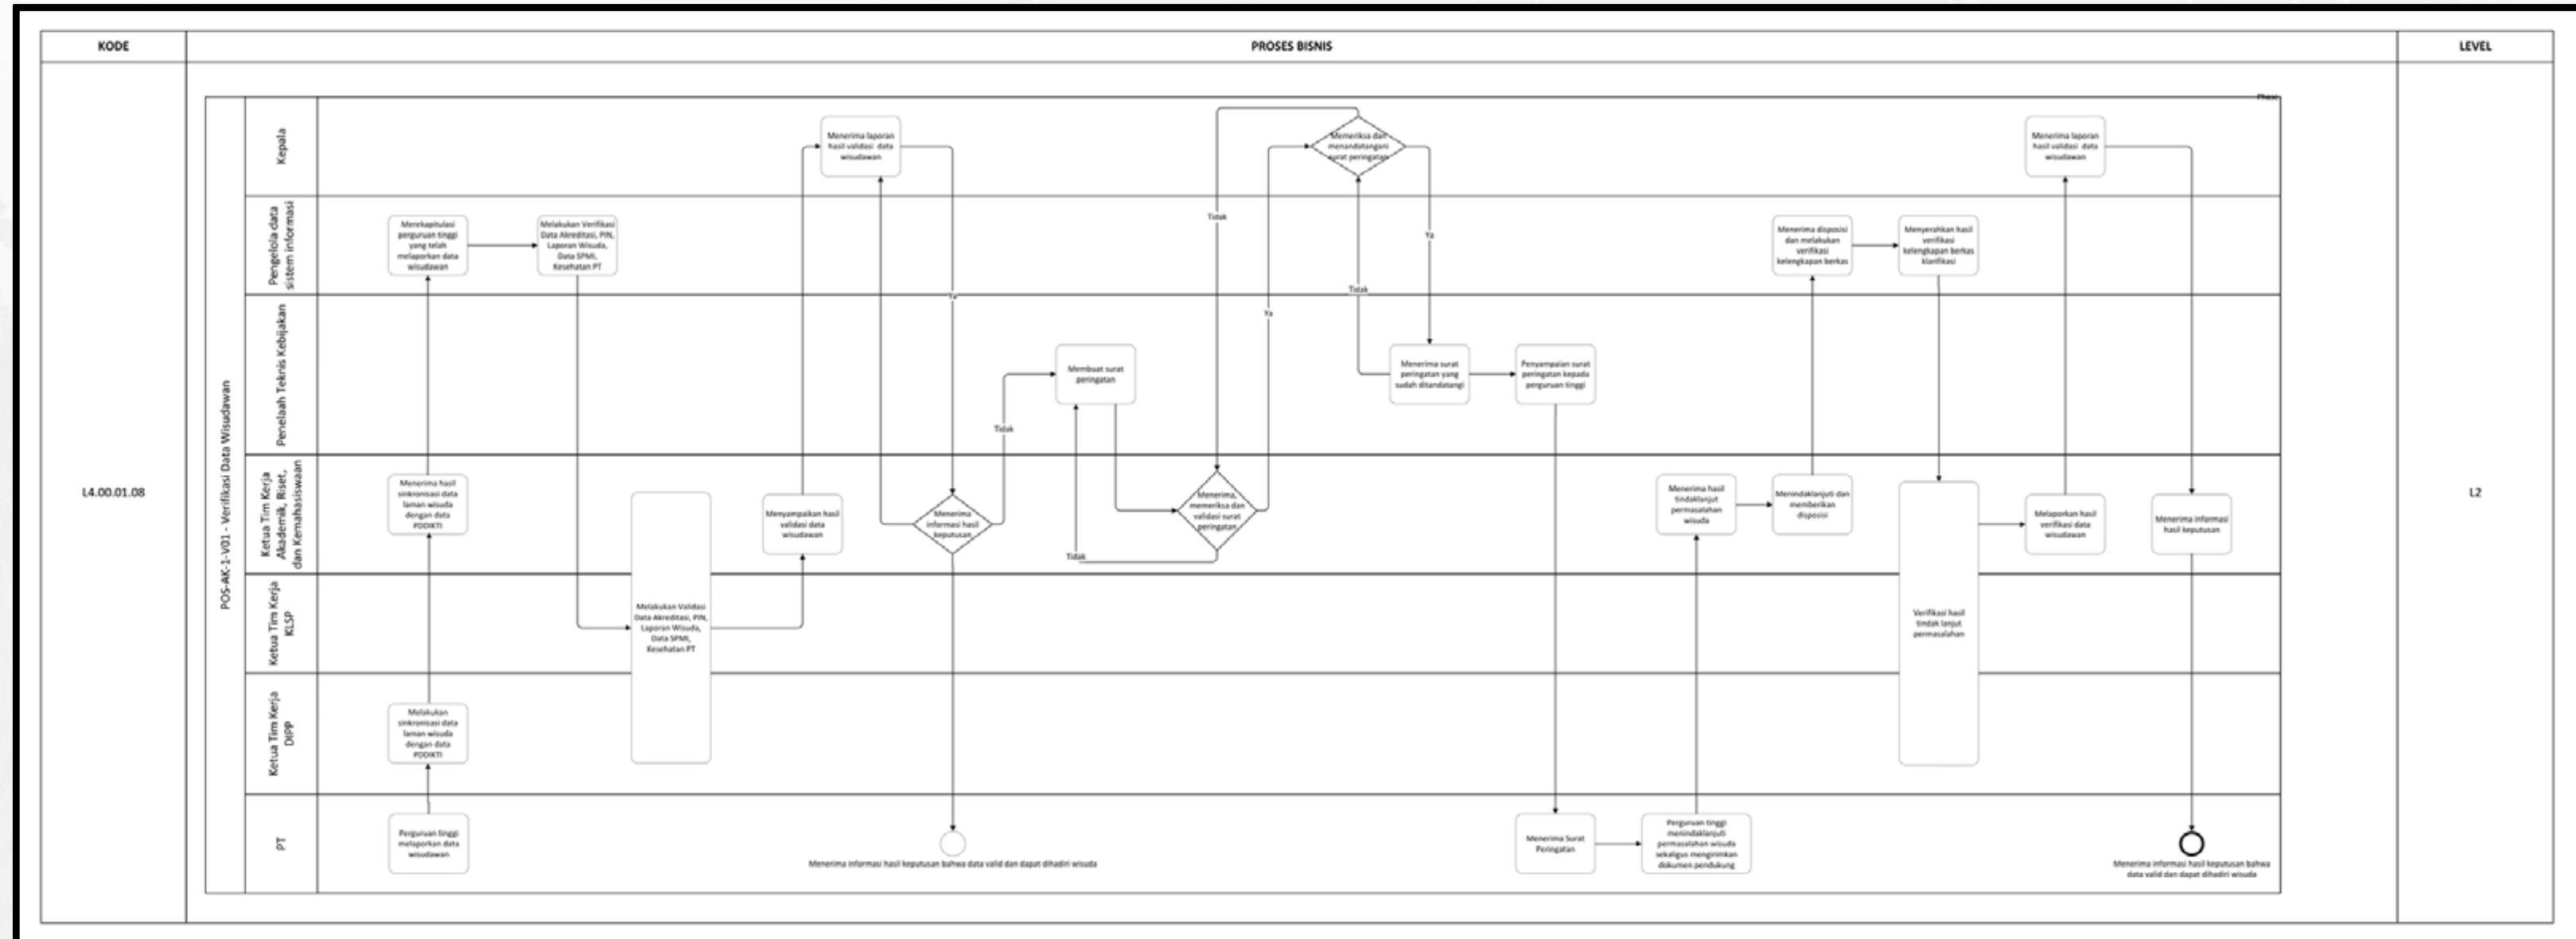 KODE
PROSES BISNIS
LEVEL
L4.00.01.08
L2
Phase
POS-AK-1-V01 - Verifikasi Data Wisudawan
Kepala
Pengelola data
sistem informasi
Penelaah Teknis Kebijakan
Ketua Tim Kerja
Akademik, Riset,
dan Kemahasiswaan
Ketua Tim Kerja
KLSP
Ketua Tim Kerja
DIPP
PT
Perguruan tinggi
melaporkan data
wisudawan
Melakukan
sinkronisasi data
laman wisuda
dengan data
PDDIKTI
Menerima hasil
sinkronisasi data
laman wisuda
dengan data
PDDIKTI
Merekapitulasi
perguruan tinggi
yang telah
melaporkan data
wisudawan
Melakukan Verifikasi
Data Akreditasi, PIN,
Laporan Wisuda,
Data SPMI,
Kesehatan PT
Melakukan Validasi
Data Akreditasi, PIN,
Laporan Wisuda,
Data SPMI,
Kesehatan PT
Menyampaikan hasil
validasi data
wisudawan
Menerima laporan
hasil validasi data
wisudawan
Ya
Menerima
informasi hasil
keputusan
Menerima informasi hasil keputusan bahwa data valid dan dapat dihadiri wisuda
Tidak
Membuat surat
peringatan
Tidak
Menerima,
memeriksa dan
validasi surat
peringatan
Tidak
Ya
Memeriksa dan
menandatangani
surat peringatan
Ya
Tidak
Menerima surat
peringatan yang
sudah ditandatangi
Penyampaian surat
peringatan kepada
perguruan tinggi
Menerima Surat
Peringatan
Perguruan tinggi
menindaklanjuti
permasalahan wisuda
sekaligus mengirimkan
dokumen pendukung
Menerima hasil
tindaklanjut
permasalahan
wisuda
Menindaklanjuti dan
memberikan
disposisi
Menerima disposisi
dan melakukan
verifikasi
kelengkapan berkas
Menyerahkan hasil
verifikasi
kelengkapan berkas
klarifikasi
Verifikasi hasil
tindak lanjut
permasalahan
Melaporkan hasil
verifikasi data
wisudawan
Menerima laporan
hasil validasi data
wisudawan
Menerima informasi
hasil keputusan
Menerima informasi hasil keputusan bahwa
data valid dan dapat dihadiri wisuda